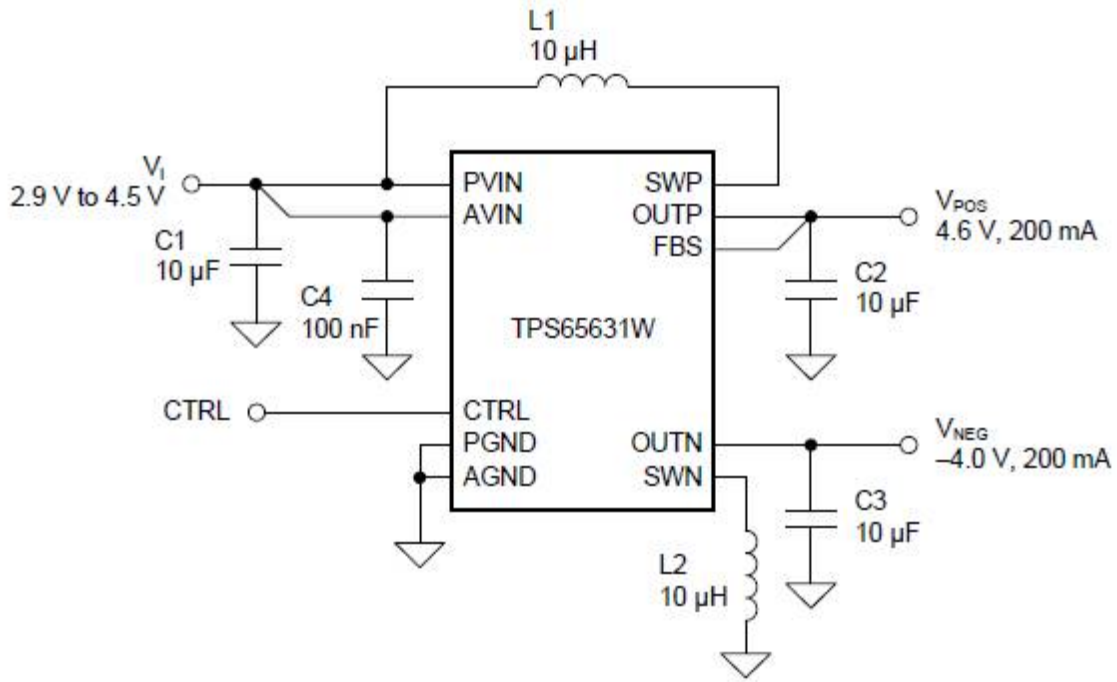 L1
10 µH
VI
2.9 V to 4.5 V
PVIN
SWP
AVIN
OUTP
FBS
VPOS
4.6 V, 200 mA
C1
10 µF
C4
100 nF
C2
10 µF
TPS65631W
CTRL
CTRL
PGND
AGND
OUTN
SWN
VNEG
–4.0 V, 200 mA
C3
10 µF
L2
10 µH